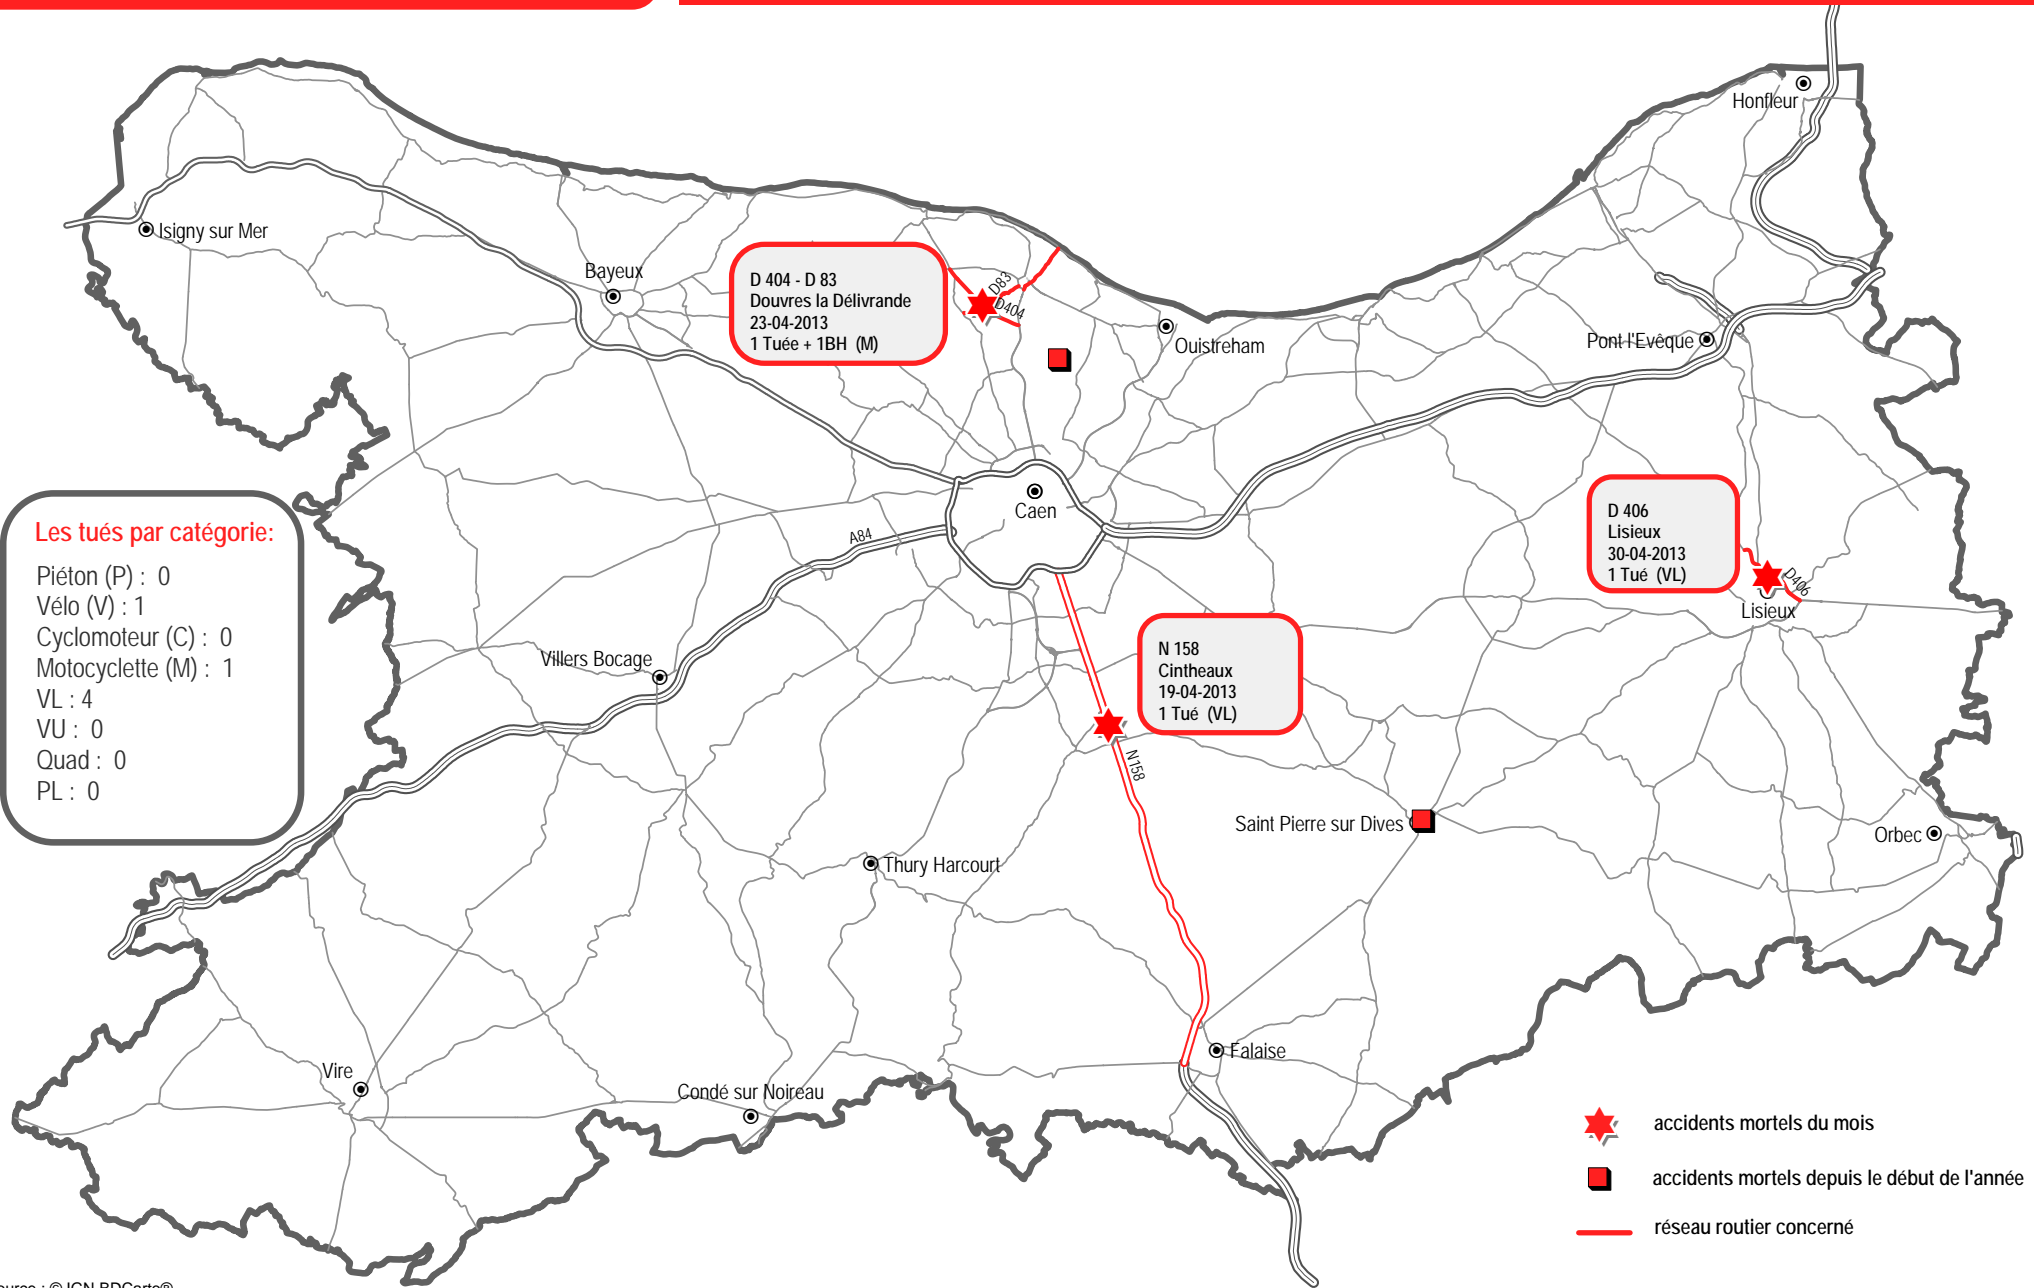 Honfleur
Isigny sur Mer
Bayeux
D 404 - D 83
Douvres la Délivrande
23-04-2013
1 Tuée + 1BH (M)
D83
D404
Ouistreham
Pont l'Evêque
Caen
A84
D 406
Lisieux
30-04-2013
1 Tué (VL)
D406
Lisieux
Les tués par catégorie:
Piéton (P) : 0
Vélo (V) : 1
Cyclomoteur (C) : 0
Motocyclette (M) : 1
VL : 4
VU : 0
Quad : 0
PL : 0
Villers Bocage
N 158
Cintheaux
19-04-2013
1 Tué (VL)
N158
Saint Pierre sur Dives
Orbec
Thury Harcourt
Falaise
Vire
Condé sur Noireau
accidents mortels du mois
accidents mortels depuis le début de l'année
réseau routier concerné
: © IGN BDCarto®